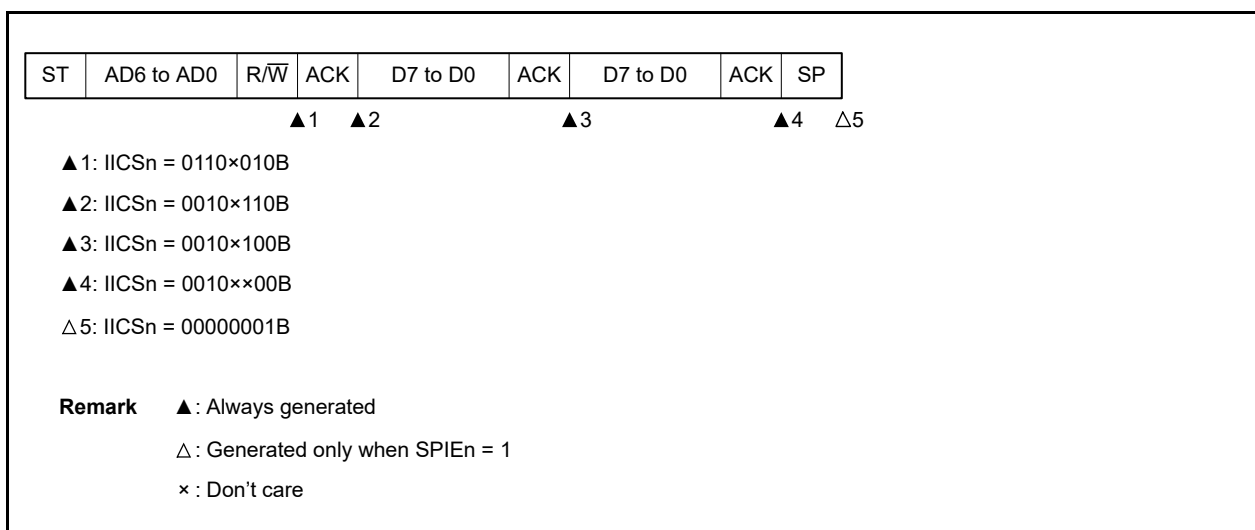 ST AD6 to AD0 R/W̅ ACK D7 to D0 ACK D7 to D0 ACK SP
▲1 ▲2 ▲3 ▲4 △5
▲1: IICSn = 0110×010B
▲2: IICSn = 0010×110B
▲3: IICSn = 0010×100B
▲4: IICSn = 0010××00B
△5: IICSn = 00000001B
Remark ▲: Always generated
△: Generated only when SPIEn = 1
×: Don't care